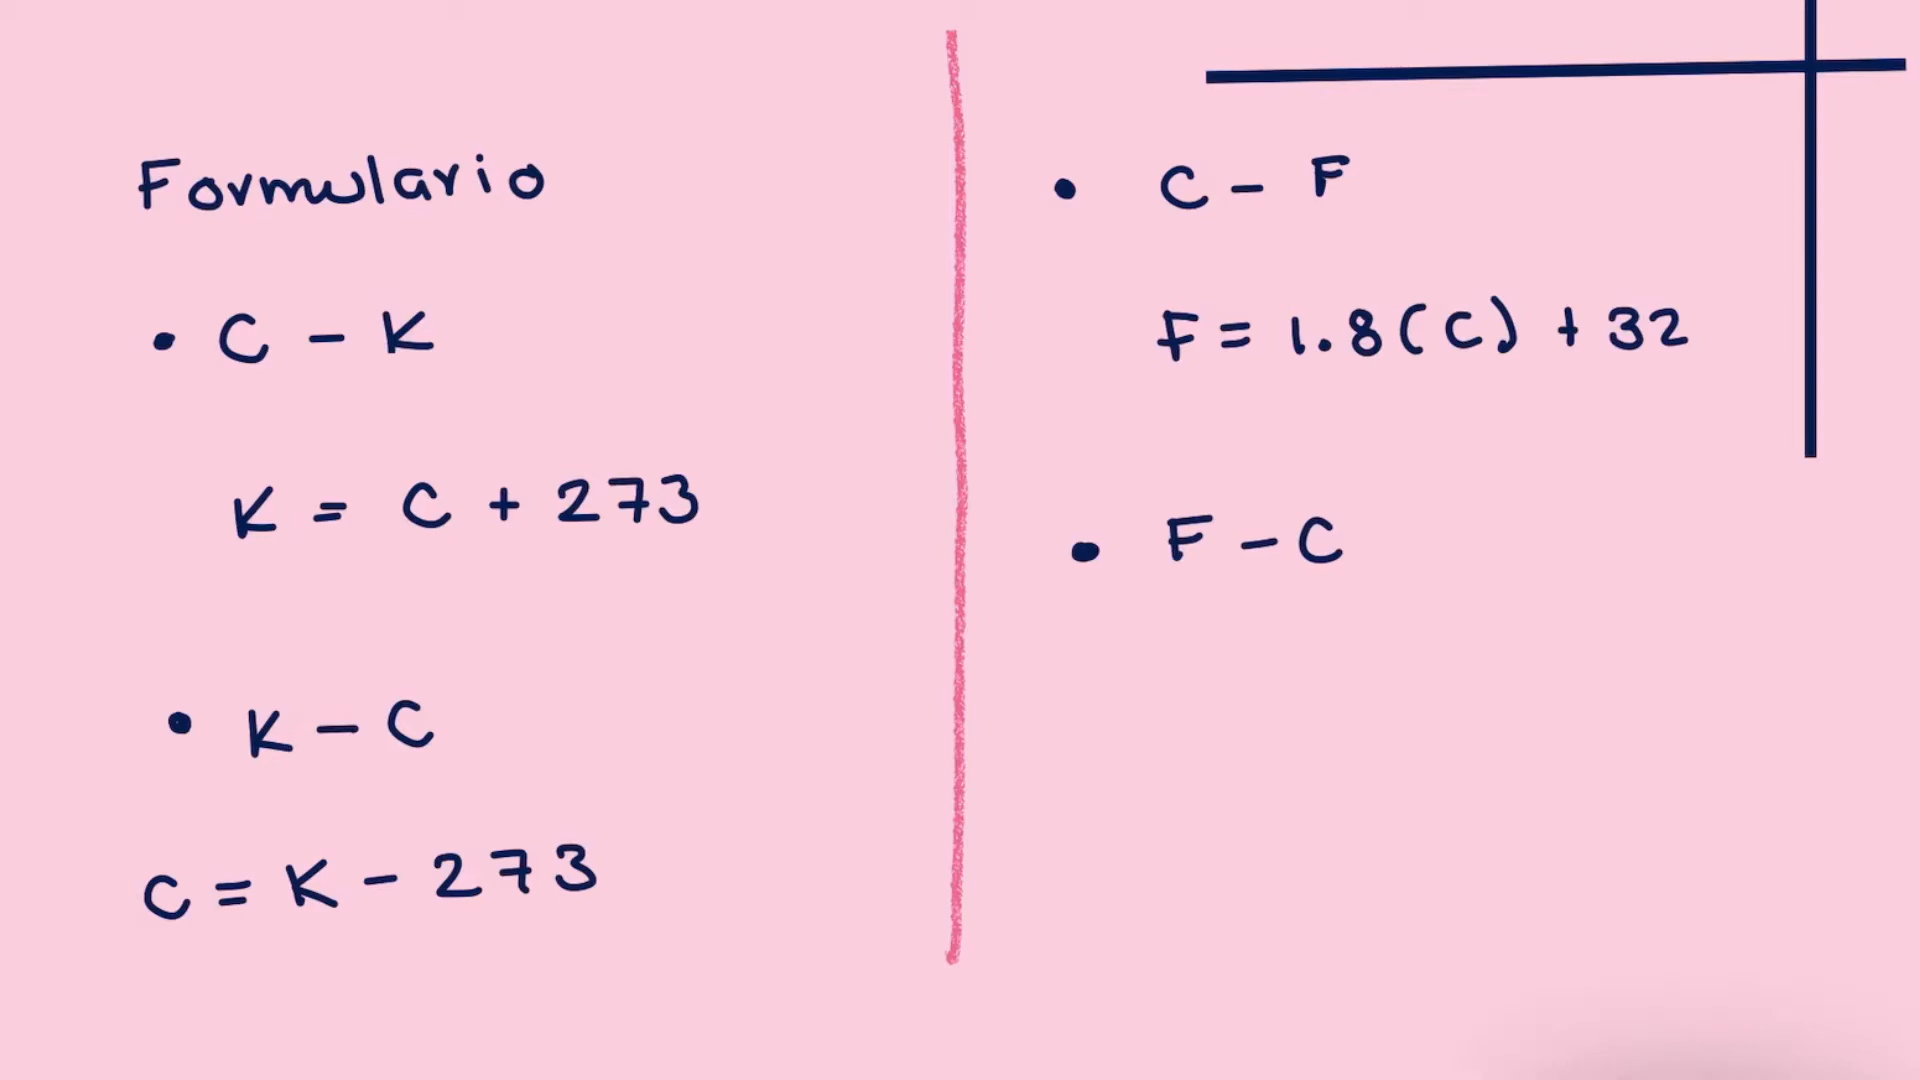 Formulario
• C - K
K = C + 273
• K - C
C = K - 273
• C - F
F = 1.8(C) + 32
• F - C